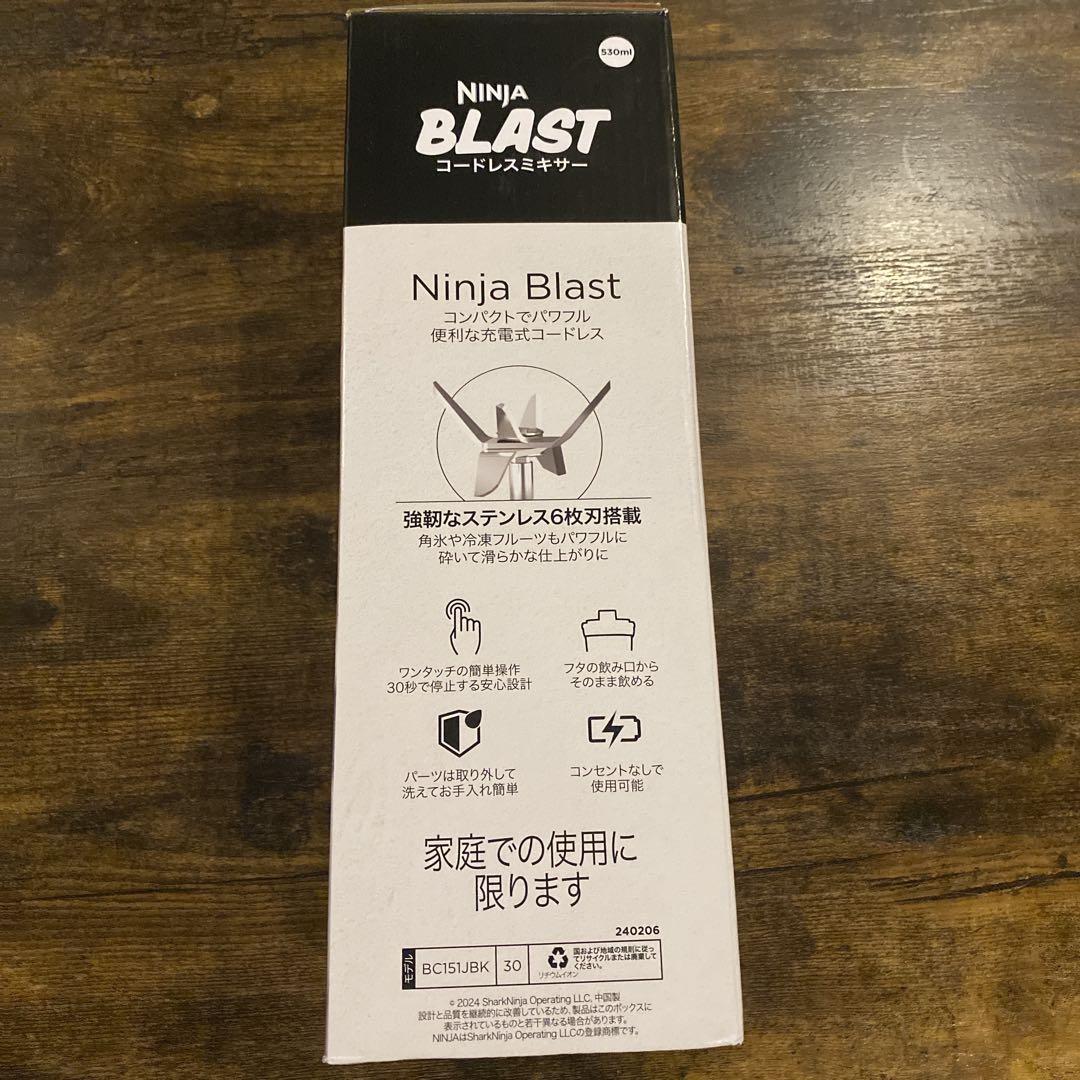 530ml
NINJA
BLAST
コードレスミキサー
Ninja Blast
コンパクトでパワフル
便利な充電式コードレス
強靭なステンレス6枚刃搭載
角氷や冷凍フルーツもパワフルに
砕いて滑らかな仕上がりに
ワンタッチの簡単操作
30秒で停止する安心設計
フタの飲み口から
そのまま飲める
パーツは取り外して
洗えてお手入れ簡単
コンセントなしで
使用可能
家庭での使用に
限ります
240206
モデル
BC151JBK
30
リチウムイオン
国および地域の規則に従っ
てリサイクルまたは廃棄して
ください。
© 2024 SharkNinja Operating LLC. 中国製
設計と品質を継続的に改善しているため、製品はこのボックスに
表示されているものと若干異なる場合があります。
NINJAはSharkNinja Operating LLCの登録商標です。